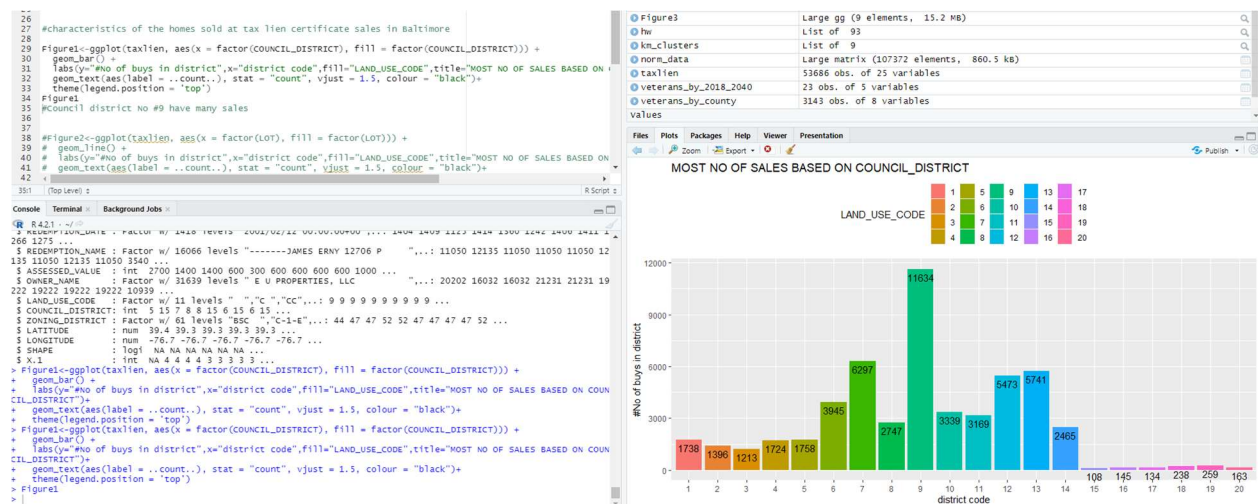 26
27 #characteristics of the homes sold at tax lien certificate sales in Baltimore
28
29 Figure1<-ggplot(taxlien, aes(x = factor(COUNCIL_DISTRICT), fill = factor(COUNCIL_DISTRICT))) +
30 geom_bar() +
31 labs(y="#No of buys in district",x="district code",fill="LAND_USE_CODE",title="MOST NO OF SALES BASED ON
32 geom_text(aes(label = ..count..), stat = "count", vjust = 1.5, colour = "black")+
33 theme(legend.position = 'top')
34 Figure1
35 #Council district No #9 have many sales
36
37
38 #Figure2<-ggplot(taxlien, aes(x = factor(LOT), fill = factor(LOT))) +
39 # geom_line() +
40 # labs(y="#No of buys in district",x="district code",fill="LAND_USE_CODE",title="MOST NO OF SALES BASED ON
41 # geom_text(aes(label = ..count..), stat = "count", vjust = 1.5, colour = "black")+
42
35:1 (Top Level) R Script
Console Terminal Background Jobs
R 4.2.1 · ~/
266 1275 ...
$ REDEMPTION_NAME : Factor w/ 16066 levels "-------JAMES ERNY 12706 P ",..: 11050 12135 11050 11050 11050 12
135 11050 12135 11050 3540 ...
$ ASSESSED_VALUE : int 2700 1400 1400 600 300 600 600 600 600 1000 ...
$ OWNER_NAME : Factor w/ 31639 levels " E U PROPERTIES, LLC ",..: 20202 16032 16032 21231 21231 19
222 19222 19222 19222 10939 ...
$ LAND_USE_CODE : Factor w/ 11 levels " ","C ","CC",..: 9 9 9 9 9 9 9 9 9 9 ...
$ COUNCIL_DISTRICT: int 5 15 7 8 8 15 6 15 6 15 ...
$ ZONING_DISTRICT : Factor w/ 61 levels "BSC ","C-1-E",..: 44 47 47 52 52 47 47 47 47 52 ...
$ LATITUDE : num 39.4 39.3 39.3 39.3 39.3 ...
$ LONGITUDE : num -76.7 -76.7 -76.7 -76.7 -76.7 ...
$ SHAPE : logi NA NA NA NA NA NA ...
$ X.1 : int NA 4 4 4 4 3 3 3 3 3 ...
> Figure1<-ggplot(taxlien, aes(x = factor(COUNCIL_DISTRICT), fill = factor(COUNCIL_DISTRICT))) +
+ geom_bar() +
+ labs(y="#No of buys in district",x="district code",fill="LAND_USE_CODE",title="MOST NO OF SALES BASED ON COUN
CIL_DISTRICT")+
+ geom_text(aes(label = ..count..), stat = "count", vjust = 1.5, colour = "black")+
+ theme(legend.position = 'top')
> Figure1<-ggplot(taxlien, aes(x = factor(COUNCIL_DISTRICT), fill = factor(COUNCIL_DISTRICT))) +
+ geom_bar() +
+ labs(y="#No of buys in district",x="district code",fill="LAND_USE_CODE",title="MOST NO OF SALES BASED ON COUN
CIL_DISTRICT")+
+ geom_text(aes(label = ..count..), stat = "count", vjust = 1.5, colour = "black")+
+ theme(legend.position = 'top')
> Figure1
>
Figure3 Large gg (9 elements, 15.2 MB)
hw List of 93
km_clusters List of 9
norm_data Large matrix (107372 elements, 860.5 kB)
taxlien 53686 obs. of 25 variables
veterans_by_2018_2040 23 obs. of 5 variables
veterans_by_county 3143 obs. of 8 variables
values
Files Plots Packages Help Viewer Presentation
Zoom Export Publish
MOST NO OF SALES BASED ON COUNCIL_DISTRICT
LAND_USE_CODE
1 5 9 13 17
2 6 10 14 18
3 7 11 15 19
4 8 12 16 20
#No of buys in district
12000
9000
6000
3000
0
1738 1396 1213 1724 1758 3945 6297 2747 11634 3339 3169 5473 5741 2465 108 145 134 238 259 163
1 2 3 4 5 6 7 8 9 10 11 12 13 14 15 16 17 18 19 20
district code